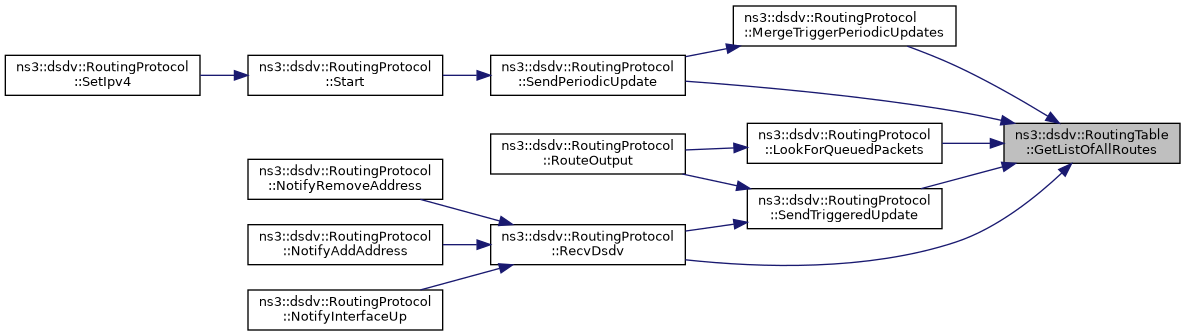 ns3::dsdv::RoutingProtocol
::MergeTriggerPeriodicUpdates
ns3::dsdv::RoutingProtocol
::SetIpv4
ns3::dsdv::RoutingProtocol
::Start
ns3::dsdv::RoutingProtocol
::SendPeriodicUpdate
ns3::dsdv::RoutingTable
::GetListOfAllRoutes
ns3::dsdv::RoutingProtocol
::LookForQueuedPackets
ns3::dsdv::RoutingProtocol
::RouteOutput
ns3::dsdv::RoutingProtocol
::NotifyRemoveAddress
ns3::dsdv::RoutingProtocol
::SendTriggeredUpdate
ns3::dsdv::RoutingProtocol
::NotifyAddAddress
ns3::dsdv::RoutingProtocol
::RecvDsdv
ns3::dsdv::RoutingProtocol
::NotifyInterfaceUp